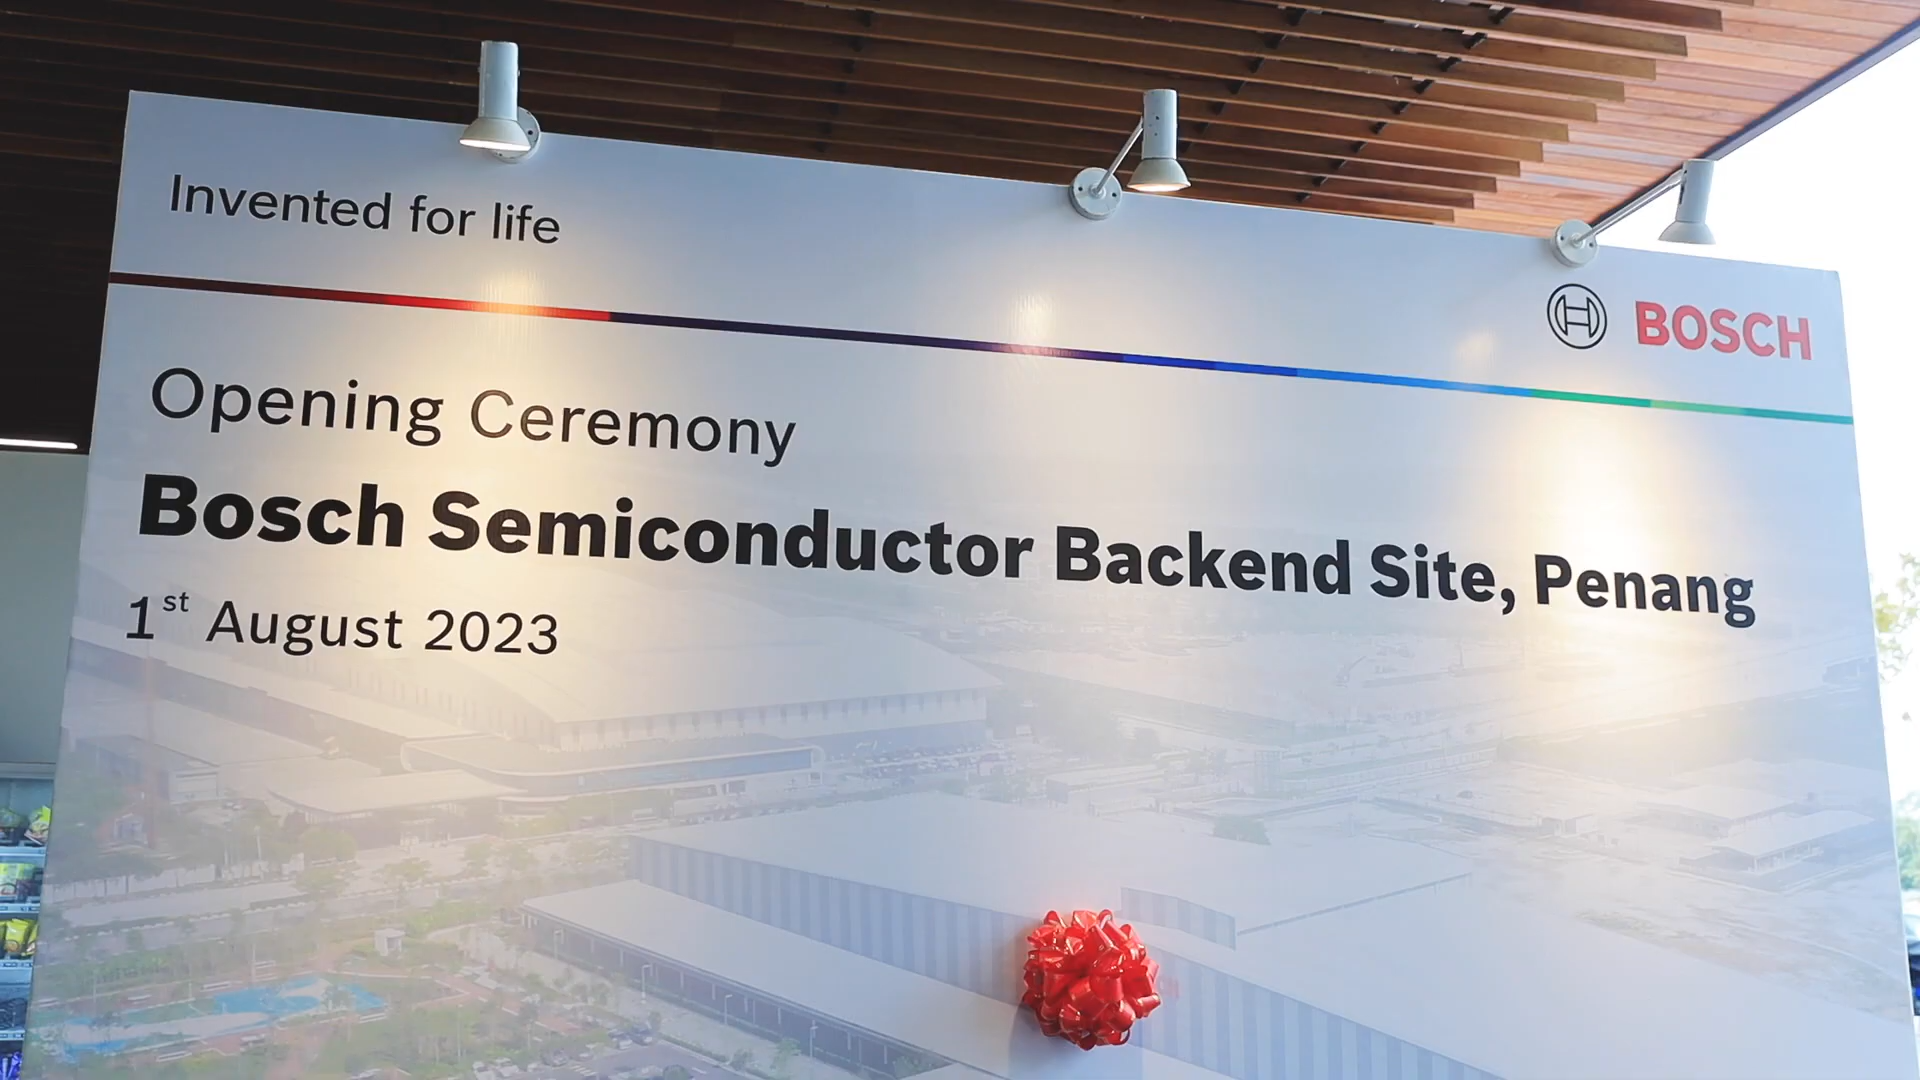 Invented for life
BOSCH
Opening Ceremony
Bosch Semiconductor Backend Site, Penang
1st August 2023